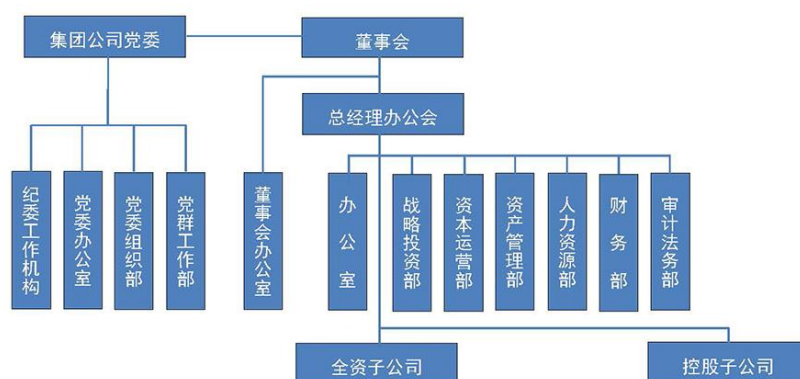 集团公司党委
董事会
总经理办公会
纪委工作机构
党委办公室
党委组织部
党群工作部
董事会办公室
办公室
战略投资部
资本运营部
资产管理部
人力资源部
财务部
审计法务部
全资子公司
控股子公司